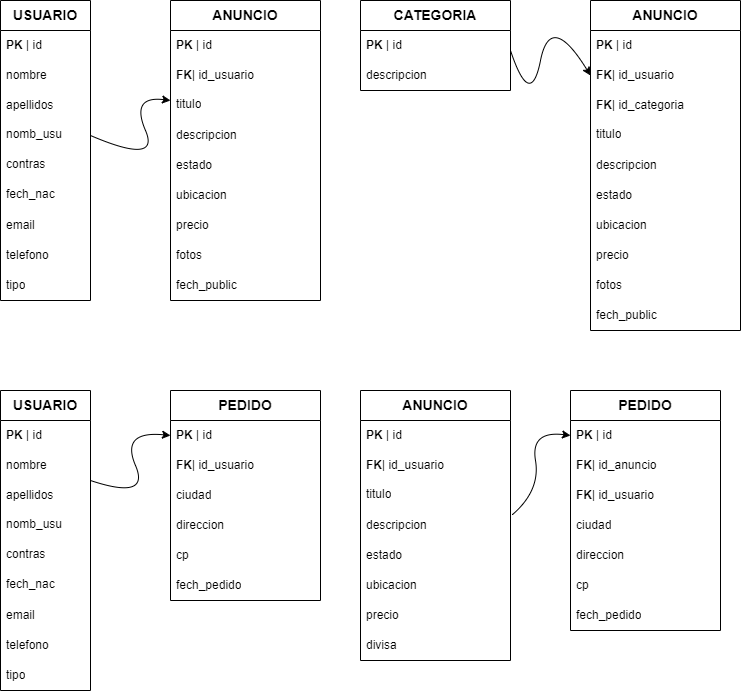 USUARIO
PK | id
nombre
apellidos
nomb_usu
contras
fech_nac
email
telefono
tipo
ANUNCIO
PK | id
FK| id_usuario
titulo
descripcion
estado
ubicacion
precio
fotos
fech_public
CATEGORIA
PK | id
descripcion
ANUNCIO
PK | id
FK| id_usuario
FK| id_categoria
titulo
descripcion
estado
ubicacion
precio
fotos
fech_public
USUARIO
PK | id
nombre
apellidos
nomb_usu
contras
fech_nac
email
telefono
tipo
PEDIDO
PK | id
FK| id_usuario
ciudad
direccion
cp
fech_pedido
ANUNCIO
PK | id
FK| id_usuario
titulo
descripcion
estado
ubicacion
precio
divisa
PEDIDO
PK | id
FK| id_anuncio
FK| id_usuario
ciudad
direccion
cp
fech_pedido